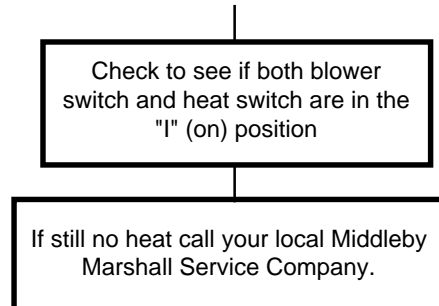 Check to see if both blower
switch and heat switch are in the
"I" (on) position
If still no heat call your local Middleby
Marshall Service Company.